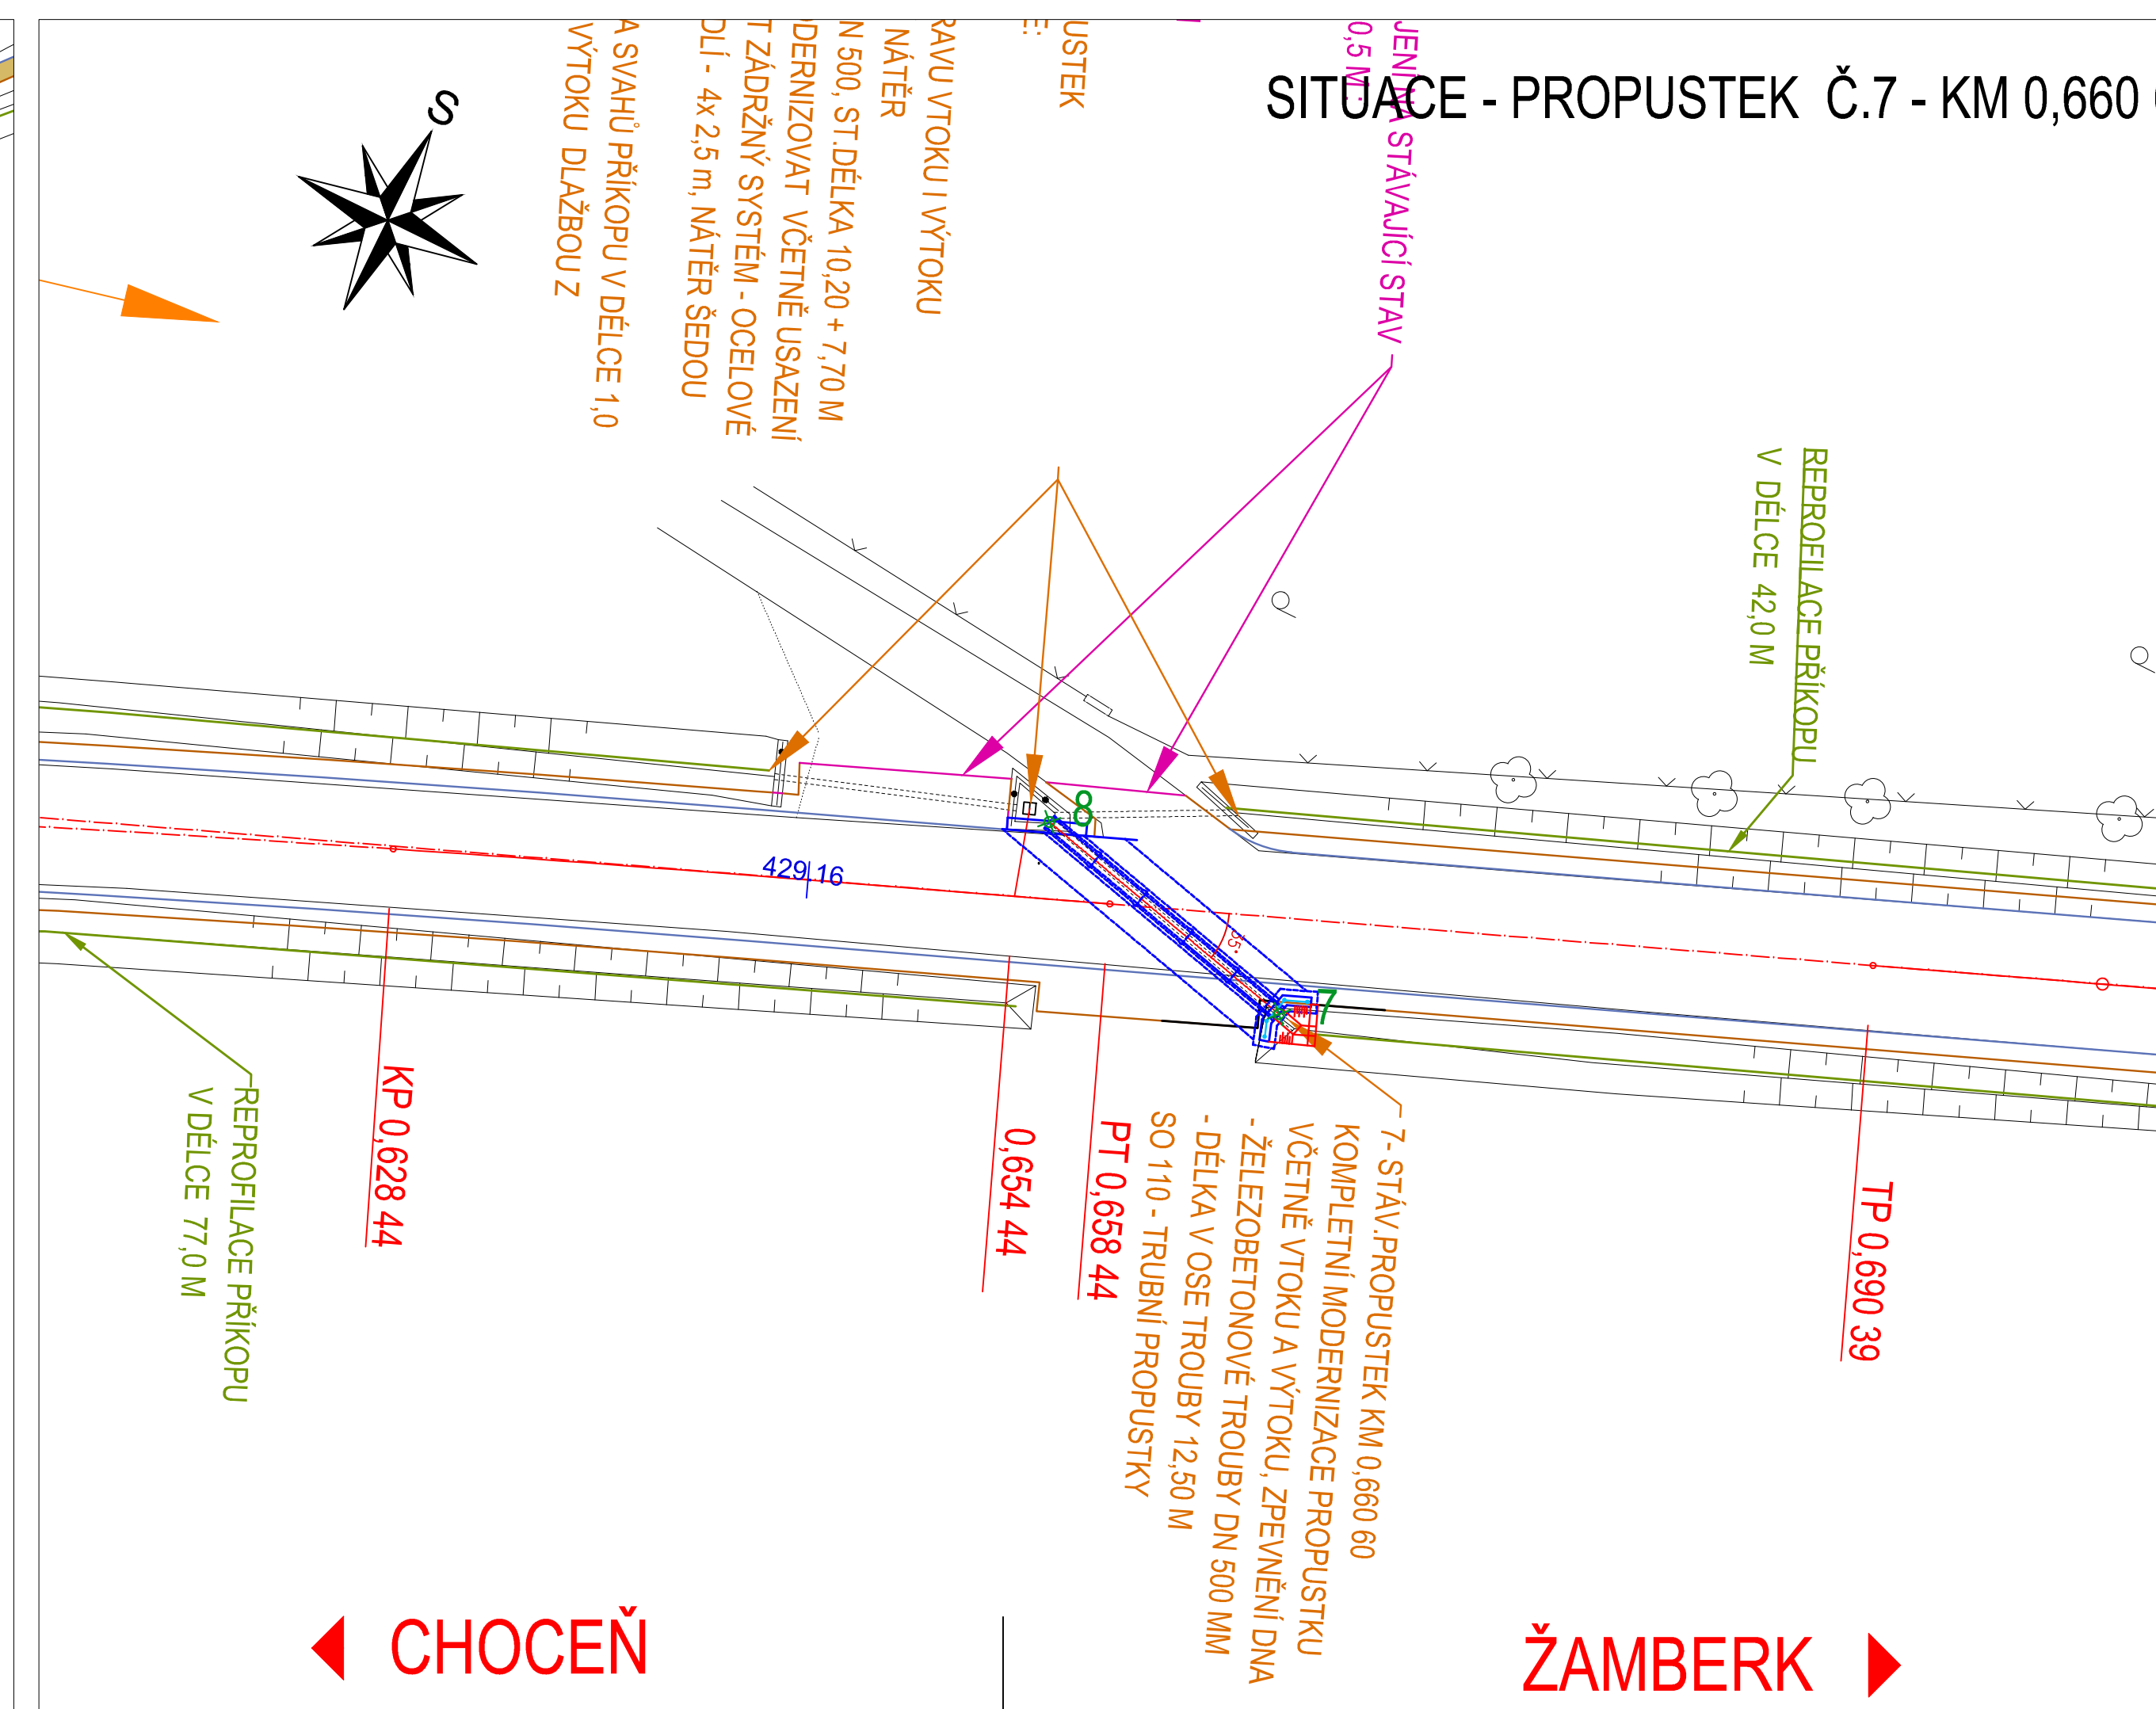 SITUACE - PROPUSTEK Č.7 - KM 0,660
S
A SVAHŮ PŘÍKOPU V DÉLCE 1,0
VÝTOKU DLAŽBOU Z
N 500, ST.DÉLKA 10,20 + 7,70 M
DERNIZOVAT VČETNĚ USAZENÍ
T ZÁDRŽNÝ SYSTÉM - OCELOVÉ
DLÍ - 4x 2,5 m, NÁTĚR ŠEDOU
RAVU VTOKU I VÝTOKU
NÁTĚR
USTEK
E:
JENÍ NA STÁVAJÍCÍ STAV
0,5 M :
REPROFILACE PŘÍKOPU
V DÉLCE 42,0 M
8
429.16
35°
7
REPROFILACE PŘÍKOPU
V DÉLCE 77,0 M
KP 0,628 44
0,654 44
PT 0,658 44
7- STÁV.PROPUSTEK KM 0,660 60
KOMPLETNÍ MODERNIZACE PROPUSTKU
VČETNĚ VTOKU A VÝTOKU, ZPEVNĚNÍ DNA
- ŽELEZOBETONOVÉ TROUBY DN 500 MM
- DÉLKA V OSE TROUBY 12,50 M
SO 110 - TRUBNÍ PROPUSTKY
TP 0,690 39
CHOCEŇ
ŽAMBERK